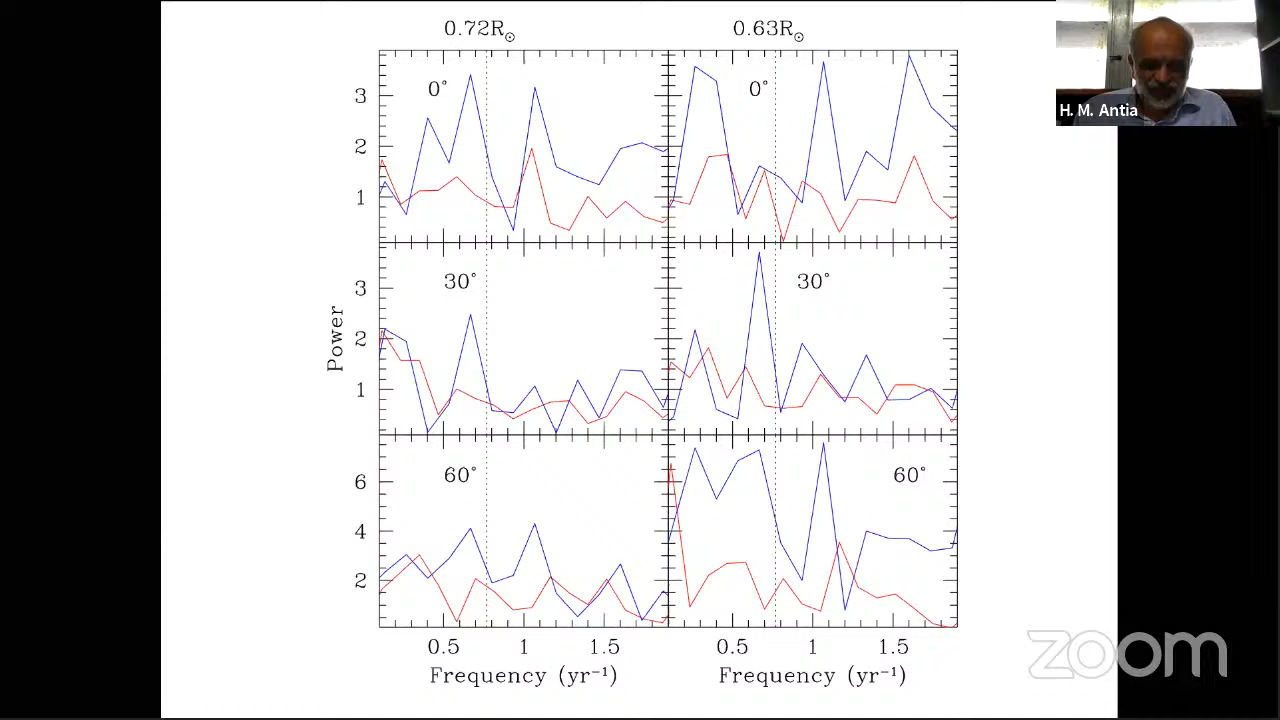 0.72R☉ 0.63R☉
H. M. Antia
0° 0°
3
2
1
30° 30°
3
2
1
Power
60° 60°
6
4
2
0.5 1 1.5 0.5 1 1.5
Frequency (yr⁻¹) Frequency (yr⁻¹)
zoom